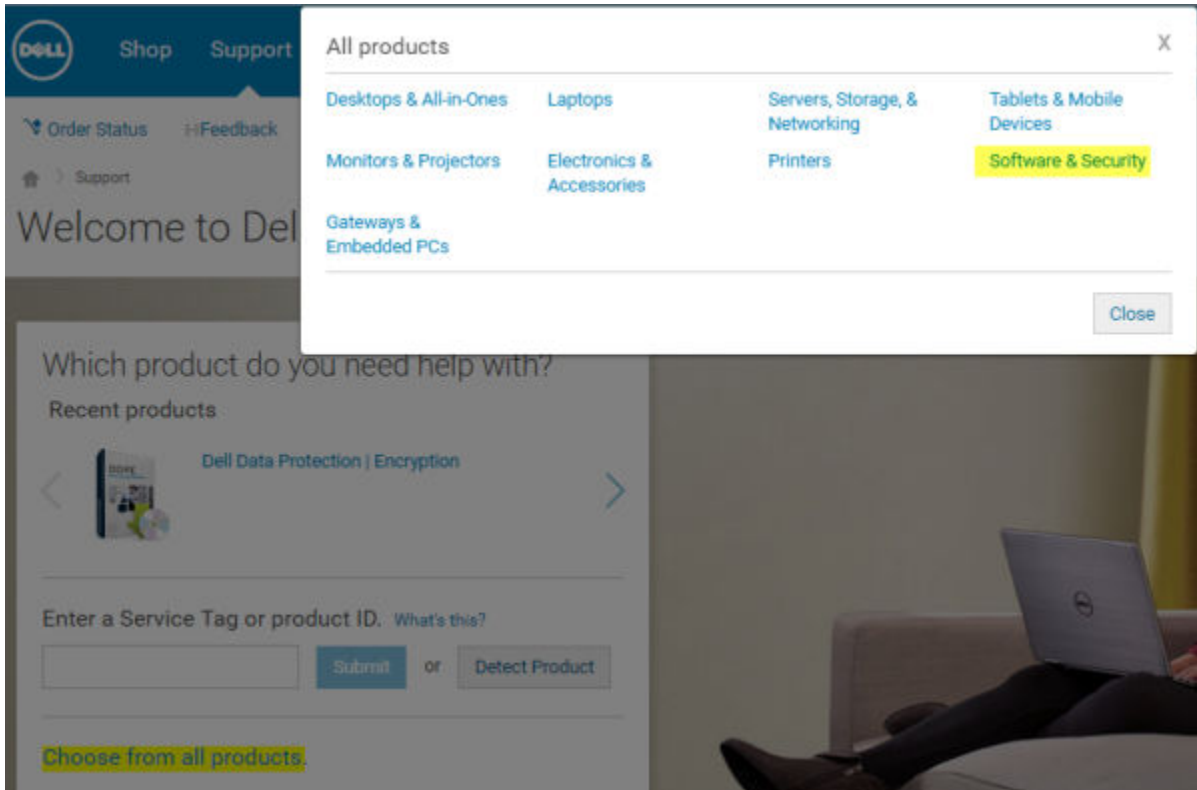 DELL
Shop Support
Order Status Feedback
Support
Welcome to Del
All products X
Desktops & All-in-Ones Laptops Servers, Storage, & Tablets & Mobile
Networking Devices
Monitors & Projectors Electronics & Printers Software & Security
Accessories
Gateways &
Embedded PCs
Close
Which product do you need help with?
Recent products
Dell Data Protection | Encryption
Enter a Service Tag or product ID. What's this?
Submit or Detect Product
Choose from all products.